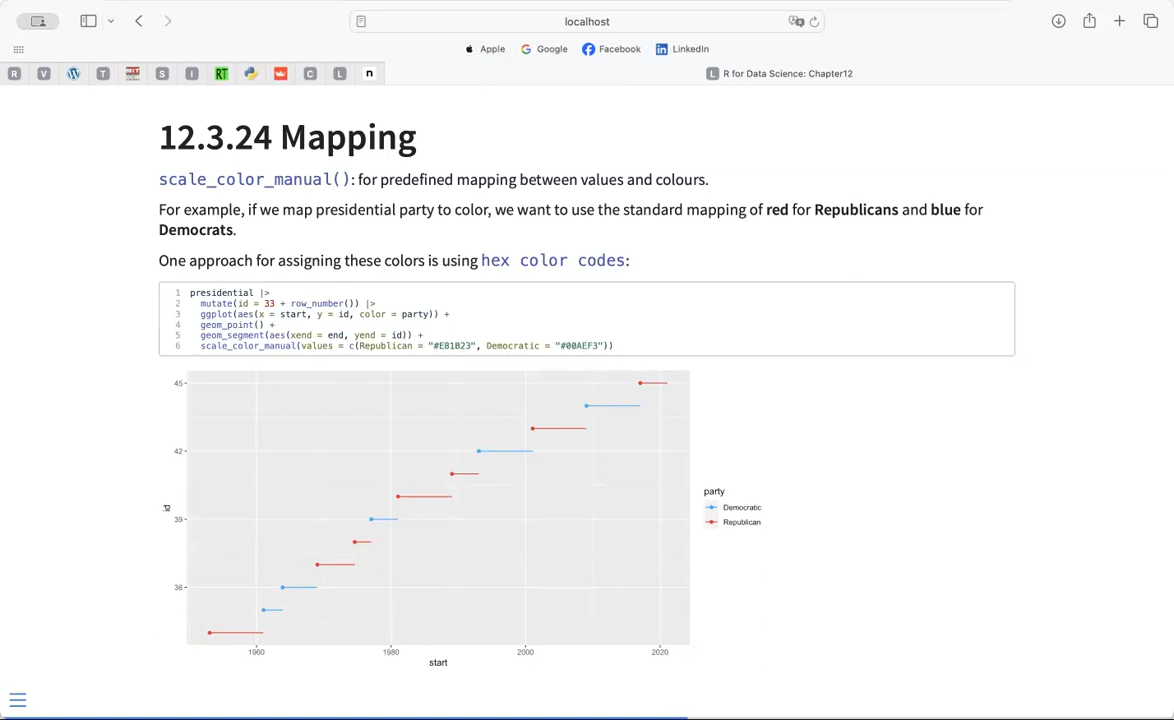 localhost
Apple Google Facebook LinkedIn
R V T S I RT C L n L R for Data Science: Chapter12
12.3.24 Mapping
scale_color_manual(): for predefined mapping between values and colours.
For example, if we map presidential party to color, we want to use the standard mapping of red for Republicans and blue for
Democrats.
One approach for assigning these colors is using hex color codes:
1 presidential |>
2 mutate(id = 33 + row_number()) |>
3 ggplot(aes(x = start, y = id, color = party)) +
4 geom_point() +
5 geom_segment(aes(xend = end, yend = id)) +
6 scale_color_manual(values = c(Republican = "#E81B23", Democratic = "#00AEF3"))
45
42
39
36
id
1960 1980 2000 2020
start
party
Democratic
Republican